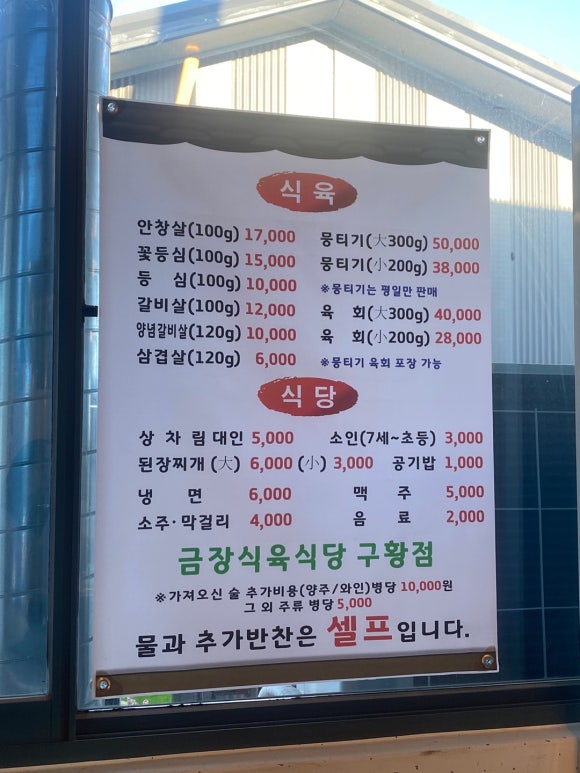 식육
안창살(100g) 17,000
꽃등심(100g) 15,000
등 심(100g) 10,000
갈비살(100g) 12,000
양념갈비살(120g) 10,000
삼겹살(120g) 6,000
뭉티기(大300g) 50,000
뭉티기(小200g) 38,000
※뭉티기는 평일만 판매
육 회(大300g) 40,000
육 회(小200g) 28,000
※뭉티기 육회 포장 가능
식당
상 차 림 대인 5,000 소인(7세~초등) 3,000
된장찌개 (大) 6,000 (小) 3,000 공기밥 1,000
냉 면 6,000 맥 주 5,000
소주·막걸리 4,000 음 료 2,000
금장식육식당 구황점
※가져오신 술 추가비용(양주/와인)병당 10,000원
그 외 주류 병당 5,000
물과 추가반찬은 셀프입니다.